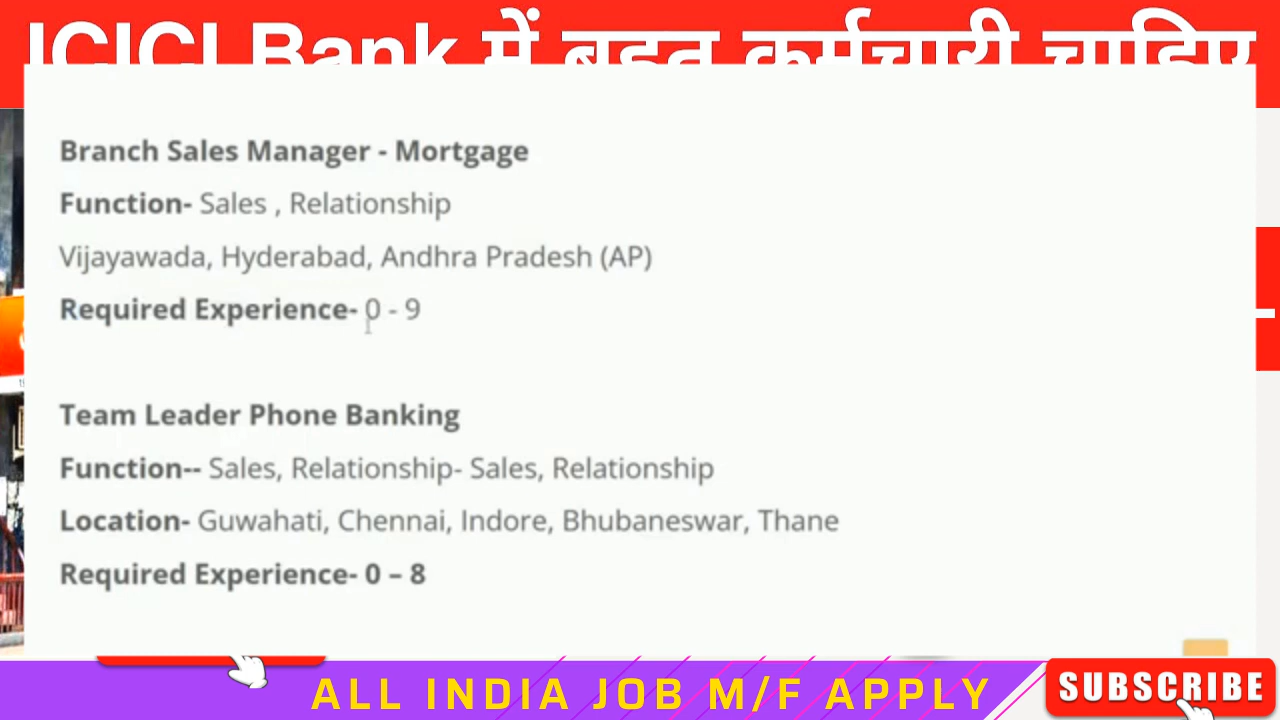 ICICI Bank में बहुत कर्मचारी चाहिए
Branch Sales Manager - Mortgage
Function- Sales , Relationship
Vijayawada, Hyderabad, Andhra Pradesh (AP)
Required Experience- 0 - 9
Team Leader Phone Banking
Function-- Sales, Relationship- Sales, Relationship
Location- Guwahati, Chennai, Indore, Bhubaneswar, Thane
Required Experience- 0 – 8
ALL INDIA JOB M/F APPLY
SUBSCRIBE